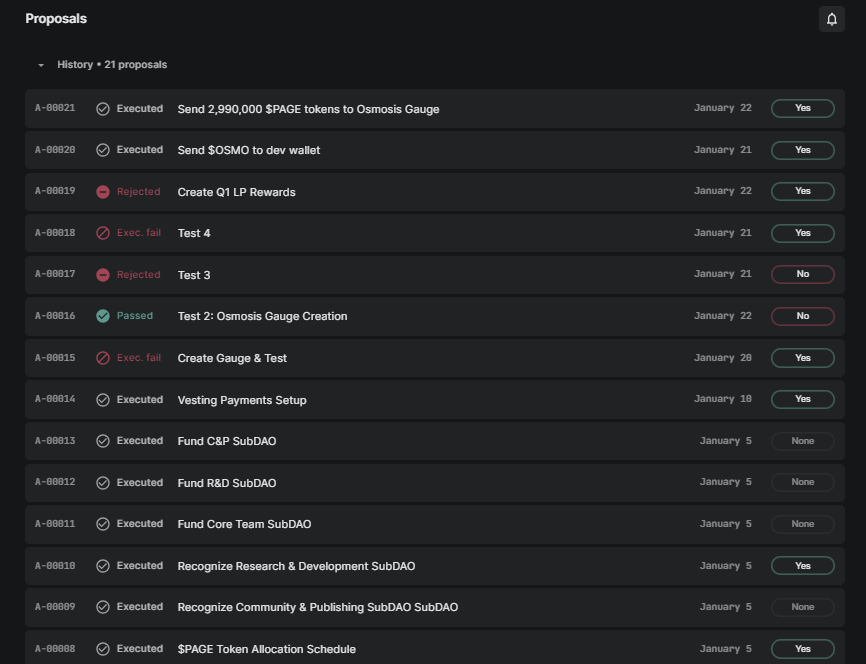 Proposals
History • 21 proposals
A-00021 Executed Send 2,990,000 $PAGE tokens to Osmosis Gauge January 22 Yes
A-00020 Executed Send $OSMO to dev wallet January 21 Yes
A-00019 Rejected Create Q1 LP Rewards January 22 Yes
A-00018 Exec. fail Test 4 January 21 Yes
A-00017 Rejected Test 3 January 21 No
A-00016 Passed Test 2: Osmosis Gauge Creation January 22 No
A-00015 Exec. fail Create Gauge & Test January 20 Yes
A-00014 Executed Vesting Payments Setup January 10 Yes
A-00013 Executed Fund C&P SubDAO January 5 None
A-00012 Executed Fund R&D SubDAO January 5 None
A-00011 Executed Fund Core Team SubDAO January 5 None
A-00010 Executed Recognize Research & Development SubDAO January 5 Yes
A-00009 Executed Recognize Community & Publishing SubDAO SubDAO January 5 None
A-00008 Executed $PAGE Token Allocation Schedule January 5 Yes